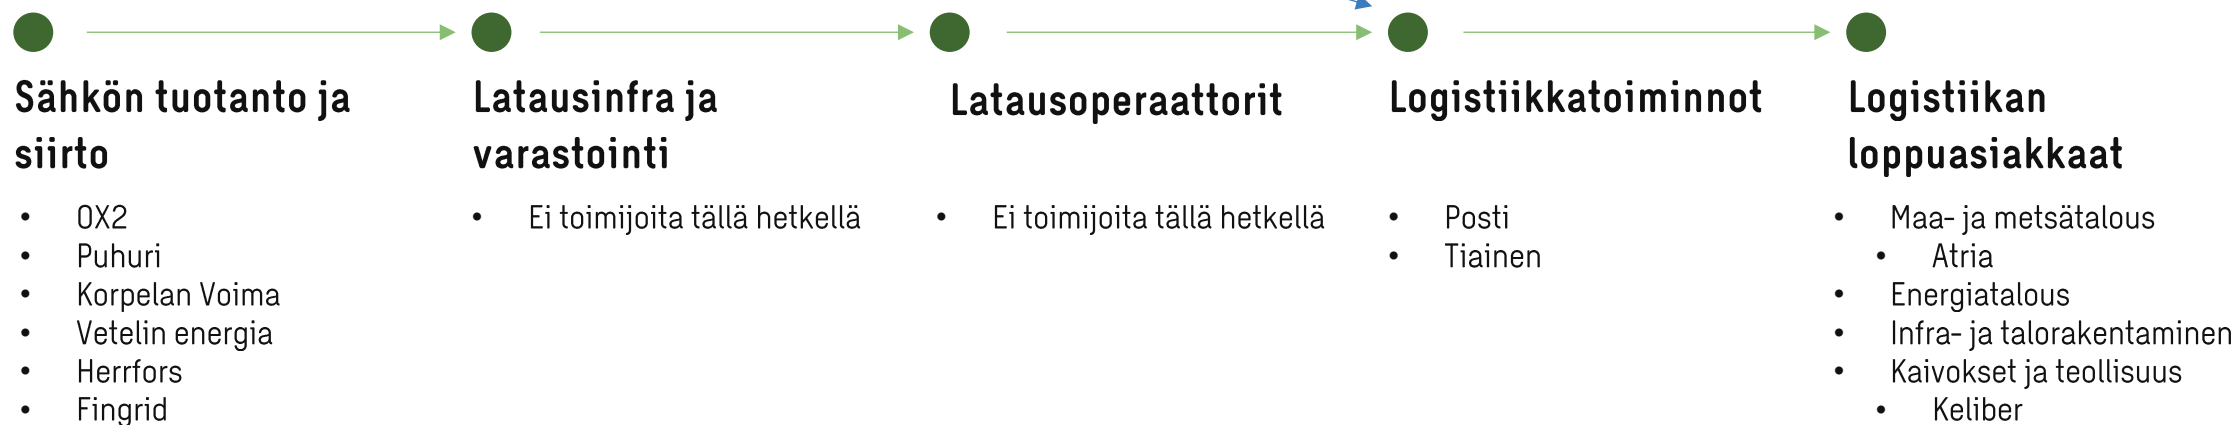 Sähkön tuotanto ja
siirto
• OX2
• Puhuri
• Korpelan Voima
• Vetelin energia
• Herrfors
• Fingrid
Latausinfra ja
varastointi
• Ei toimijoita tällä hetkellä
Latausoperaattorit
• Ei toimijoita tällä hetkellä
Logistiikkatoiminnot
• Posti
• Tiainen
Logistiikan
loppuasiakkaat
• Maa- ja metsätalous
• Atria
• Energiatalous
• Infra- ja talorakentaminen
• Kaivokset ja teollisuus
• Keliber